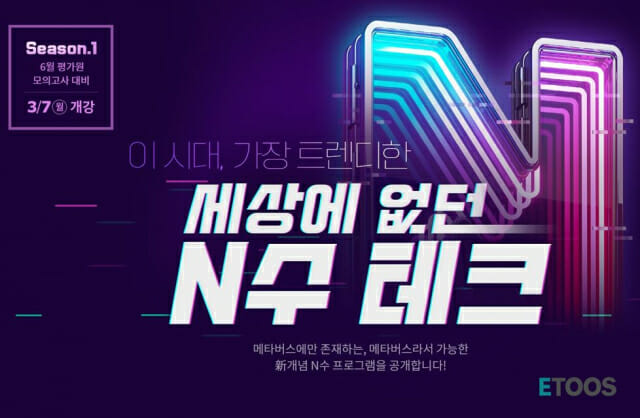 Season.1
6월 평가원
모의고사 대비
3/7㊊ 개강
이 시대, 가장 트렌디한
세상에 없던
N수 테크
메타버스에만 존재하는, 메타버스라서 가능한
新개념 N수 프로그램을 공개합니다!
ETOOS